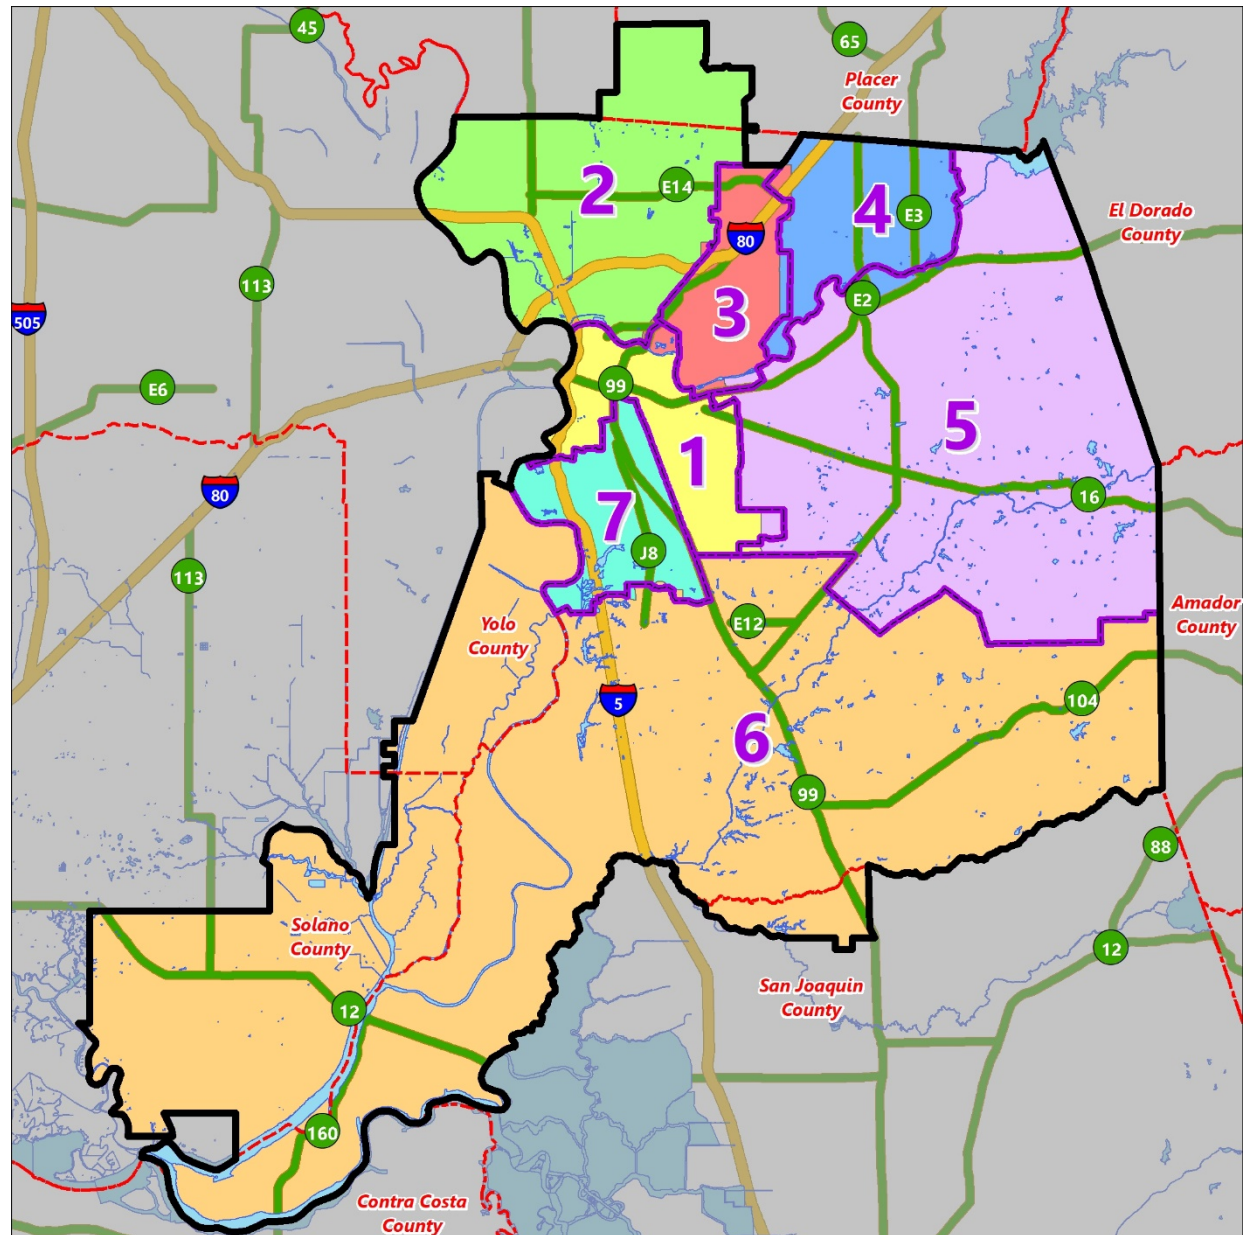 45
65
Placer
County
2
E14
4
E3
80
El Dorado
County
113
505
E2
3
E6
99
5
1
80
16
7
J8
113
Yolo
County
E12
Amador
County
5
104
6
99
88
Solano
County
12
San Joaquin
County
12
160
Contra Costa
County